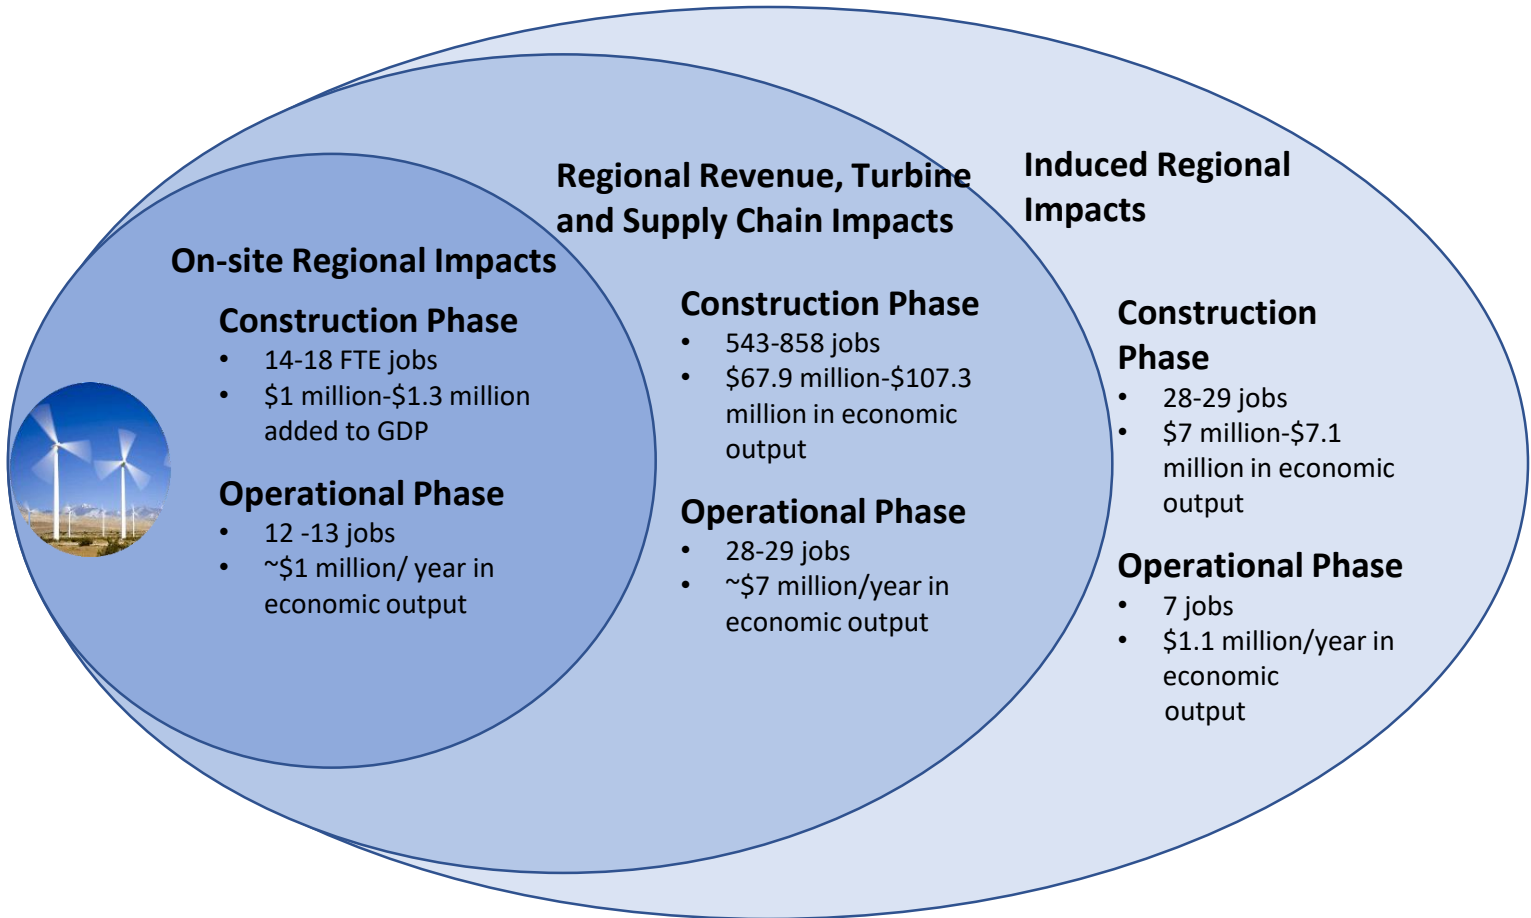 On-site Regional Impacts
Construction Phase
• 14-18 FTE jobs
• $1 million-$1.3 million
added to GDP
Operational Phase
• 12 -13 jobs
• ~$1 million/ year in
economic output
Regional Revenue, Turbine
and Supply Chain Impacts
Construction Phase
• 543-858 jobs
• $67.9 million-$107.3
million in economic
output
Operational Phase
• 28-29 jobs
• ~$7 million/year in
economic output
Induced Regional
Impacts
Construction
Phase
• 28-29 jobs
• $7 million-$7.1
million in economic
output
Operational Phase
• 7 jobs
• $1.1 million/year in
economic
output